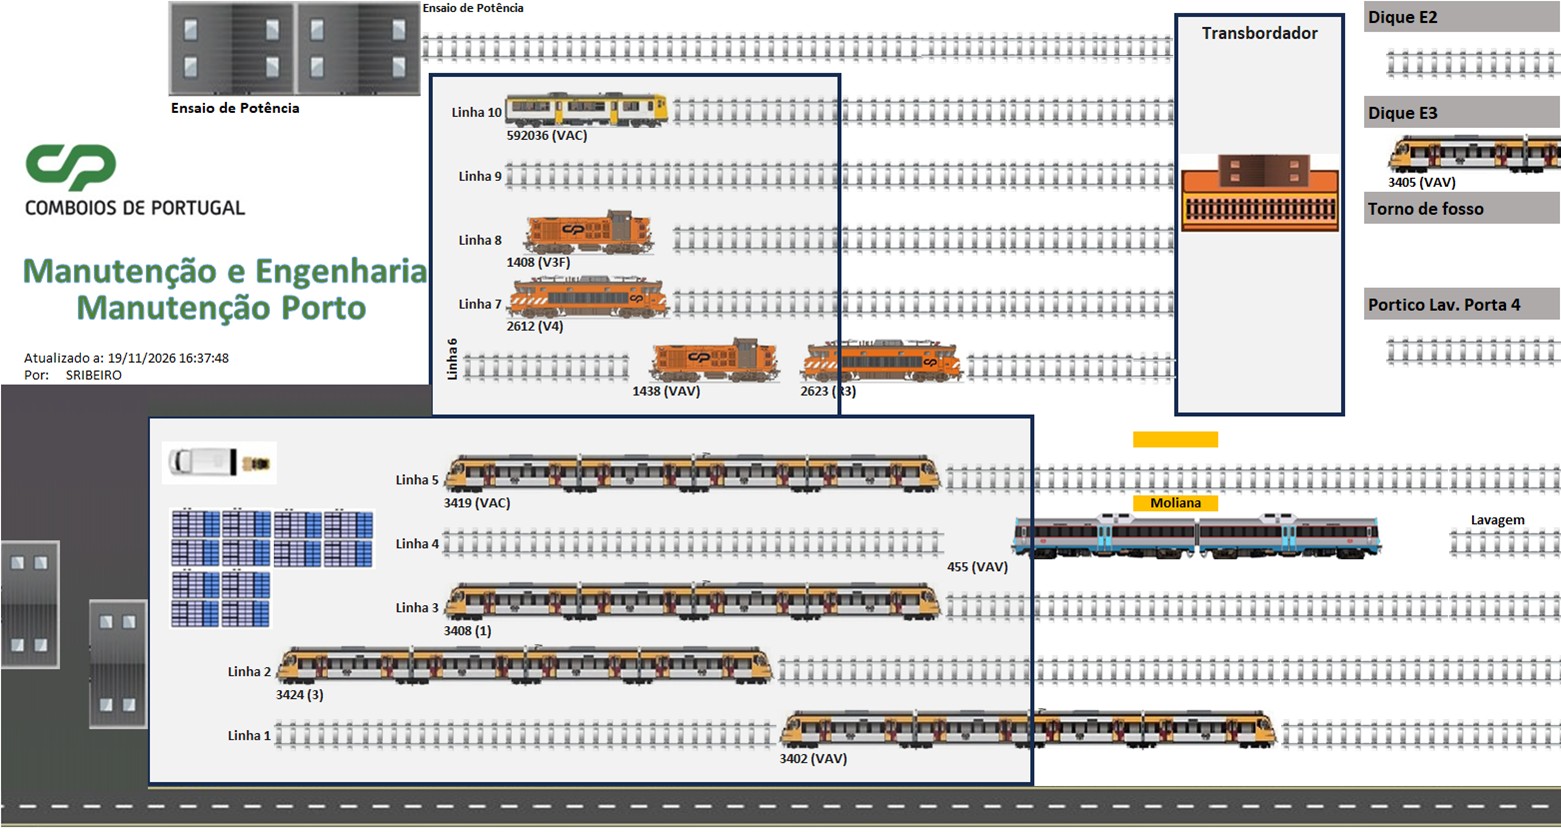 Ensaio de Potência
Ensaio de Potência
Transbordador
Dique E2
Dique E3
3405 (VAV)
Torno de fosso
Portico Lav. Porta 4
CP
COMBOIOS DE PORTUGAL
Manutenção e Engenharia
Manutenção Porto
Atualizado a: 19/11/2026 16:37:48
Por: SRIBEIRO
Linha 10
592036 (VAC)
Linha 9
Linha 8
1408 (V3F)
Linha 7
2612 (V4)
Linha 6
1438 (VAV)
2623 (R3)
Linha 5
3419 (VAC)
Moliana
Lavagem
Linha 4
455 (VAV)
Linha 3
3408 (1)
Linha 2
3424 (3)
Linha 1
3402 (VAV)